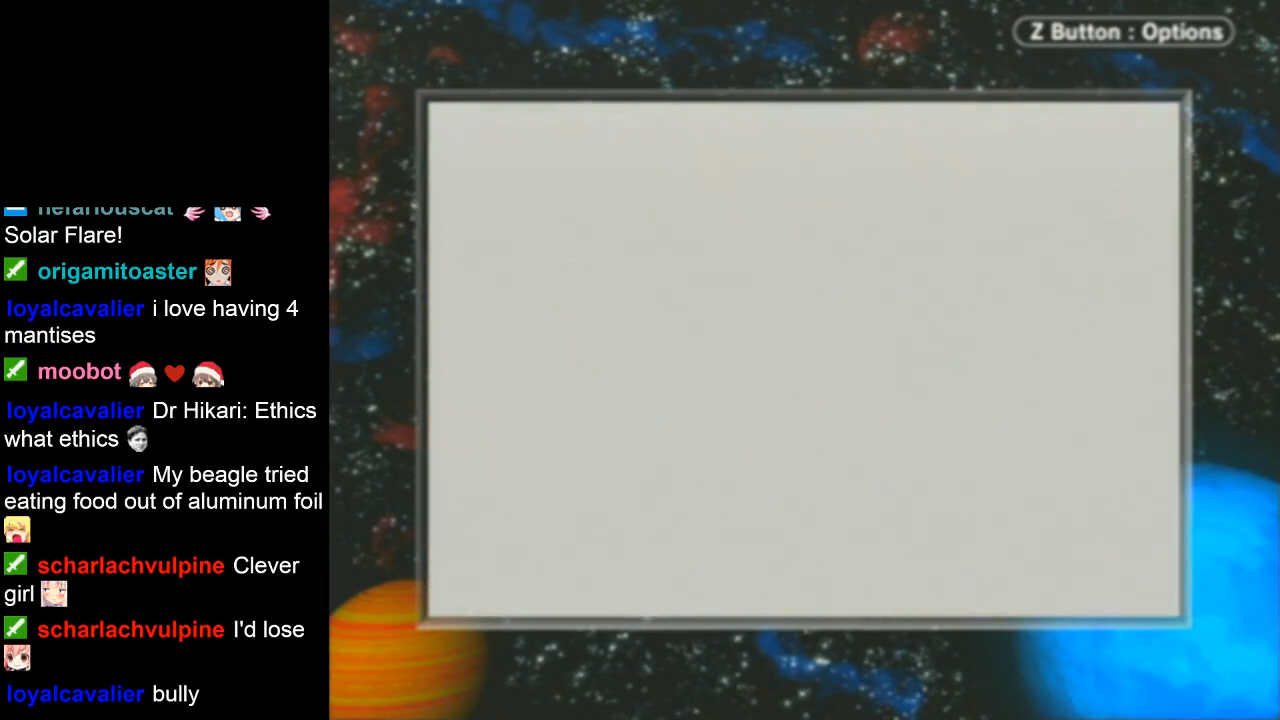 Z Button : Options
nefariouscat
Solar Flare!
origamitoaster
loyalcavalier i love having 4
mantises
moobot
loyalcavalier Dr Hikari: Ethics
what ethics
loyalcavalier My beagle tried
eating food out of aluminum foil
scharlachvulpine Clever
girl
scharlachvulpine I'd lose
loyalcavalier bully